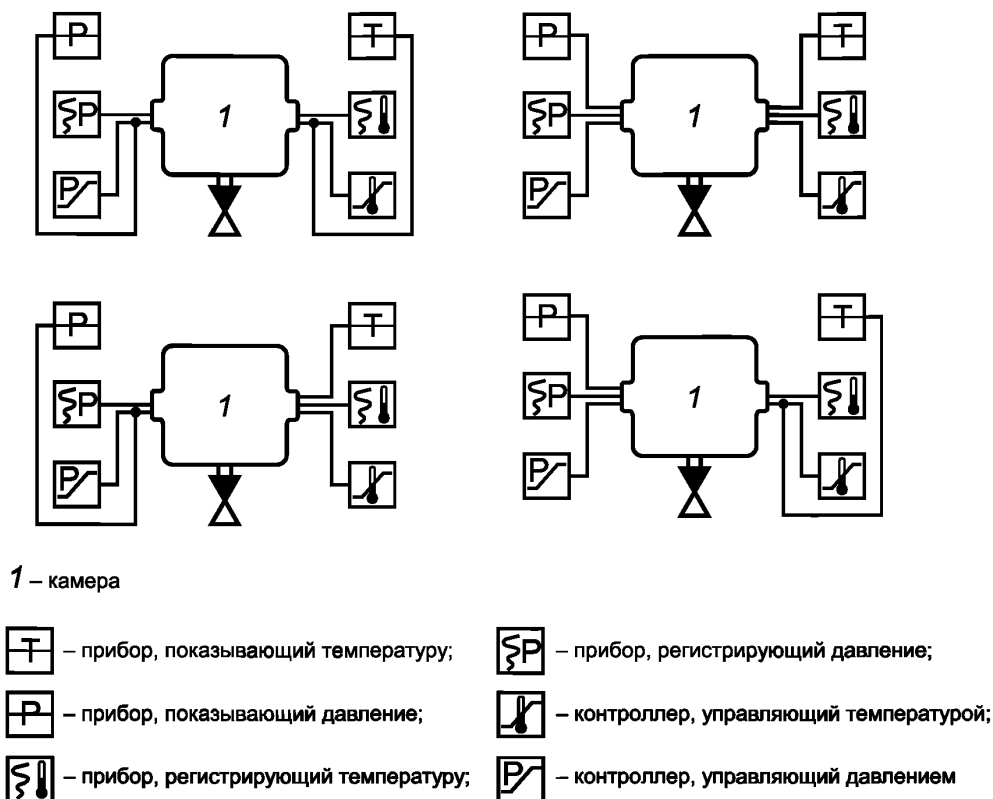 P T P T
1 1
P P
P P
P T P T
1 1
P P
P P
1 – камера
T – прибор, показывающий температуру; P – прибор, регистрирующий давление;
P – прибор, показывающий давление; – контроллер, управляющий температурой;
– прибор, регистрирующий температуру; P – контроллер, управляющий давлением